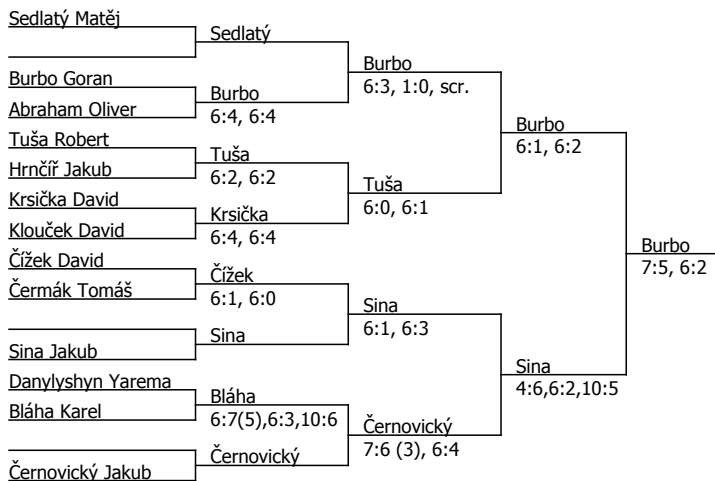 Sedlatý Matěj
Sedlatý
Burbo
6:3, 1:0, scr.
Burbo Goran
Burbo
6:4, 6:4
Abraham Oliver
Burbo
6:1, 6:2
Tuša Robert
Tuša
6:2, 6:2
Hrnčíř Jakub
Tuša
6:0, 6:1
Krsička David
Krsička
6:4, 6:4
Klouček David
Burbo
7:5, 6:2
Čížek David
Čížek
6:1, 6:0
Čermák Tomáš
Sina
6:1, 6:3
Sina
Sina Jakub
Sina
4:6,6:2,10:5
Danylyshyn Yarema
Bláha
6:7(5),6:3,10:6
Bláha Karel
Černovický
7:6 (3), 6:4
Černovický
Černovický Jakub